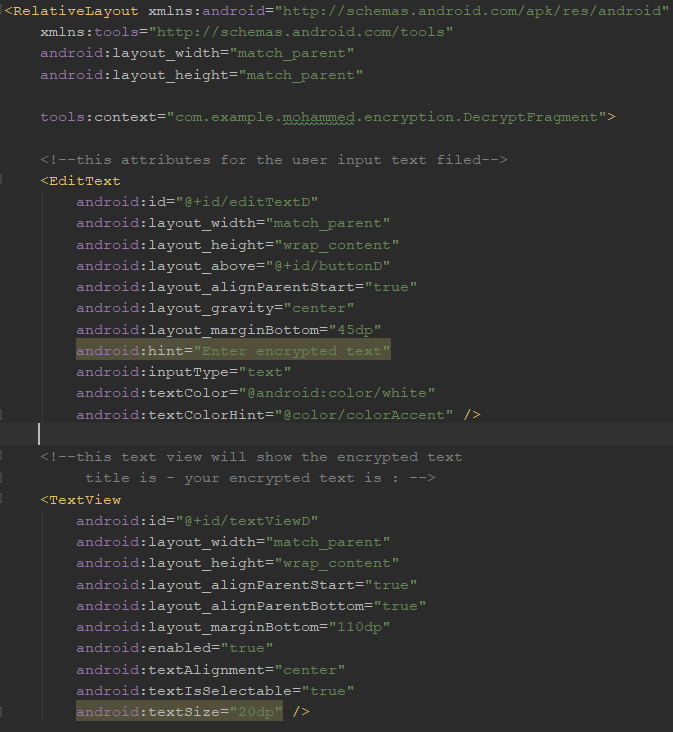 <RelativeLayout xmlns:android="http://schemas.android.com/apk/res/android"
    xmlns:tools="http://schemas.android.com/tools"
    android:layout_width="match_parent"
    android:layout_height="match_parent"

    tools:context="com.example.mohammed.encryption.DecryptFragment">

    <!--this attributes for the user input text filed-->
    <EditText
        android:id="@+id/editTextD"
        android:layout_width="match_parent"
        android:layout_height="wrap_content"
        android:layout_above="@+id/buttonD"
        android:layout_alignParentStart="true"
        android:layout_gravity="center"
        android:layout_marginBottom="45dp"
        android:hint="Enter encrypted text"
        android:inputType="text"
        android:textColor="@android:color/white"
        android:textColorHint="@color/colorAccent" />

    <!--this text view will show the encrypted text
         title is - your encrypted text is : -->
    <TextView
        android:id="@+id/textViewD"
        android:layout_width="match_parent"
        android:layout_height="wrap_content"
        android:layout_alignParentStart="true"
        android:layout_alignParentBottom="true"
        android:layout_marginBottom="110dp"
        android:enabled="true"
        android:textAlignment="center"
        android:textIsSelectable="true"
        android:textSize="20dp" />